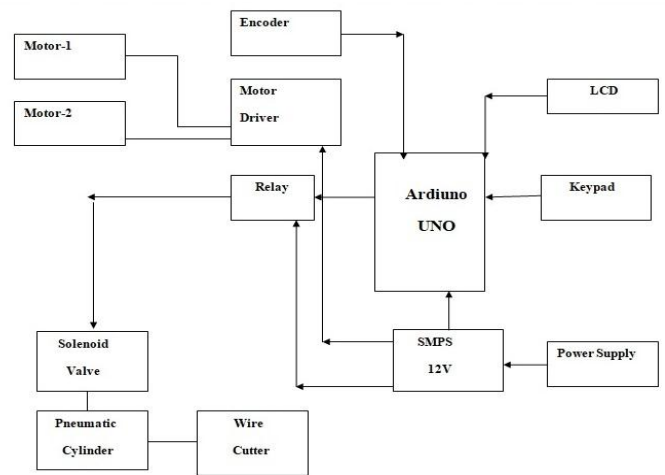 Encoder
Motor-1
Motor
Driver
LCD
Motor-2
Relay
Ardiuno
UNO
Keypad
Solenoid
Valve
SMPS
12V
Power Supply
Pneumatic
Cylinder
Wire
Cutter